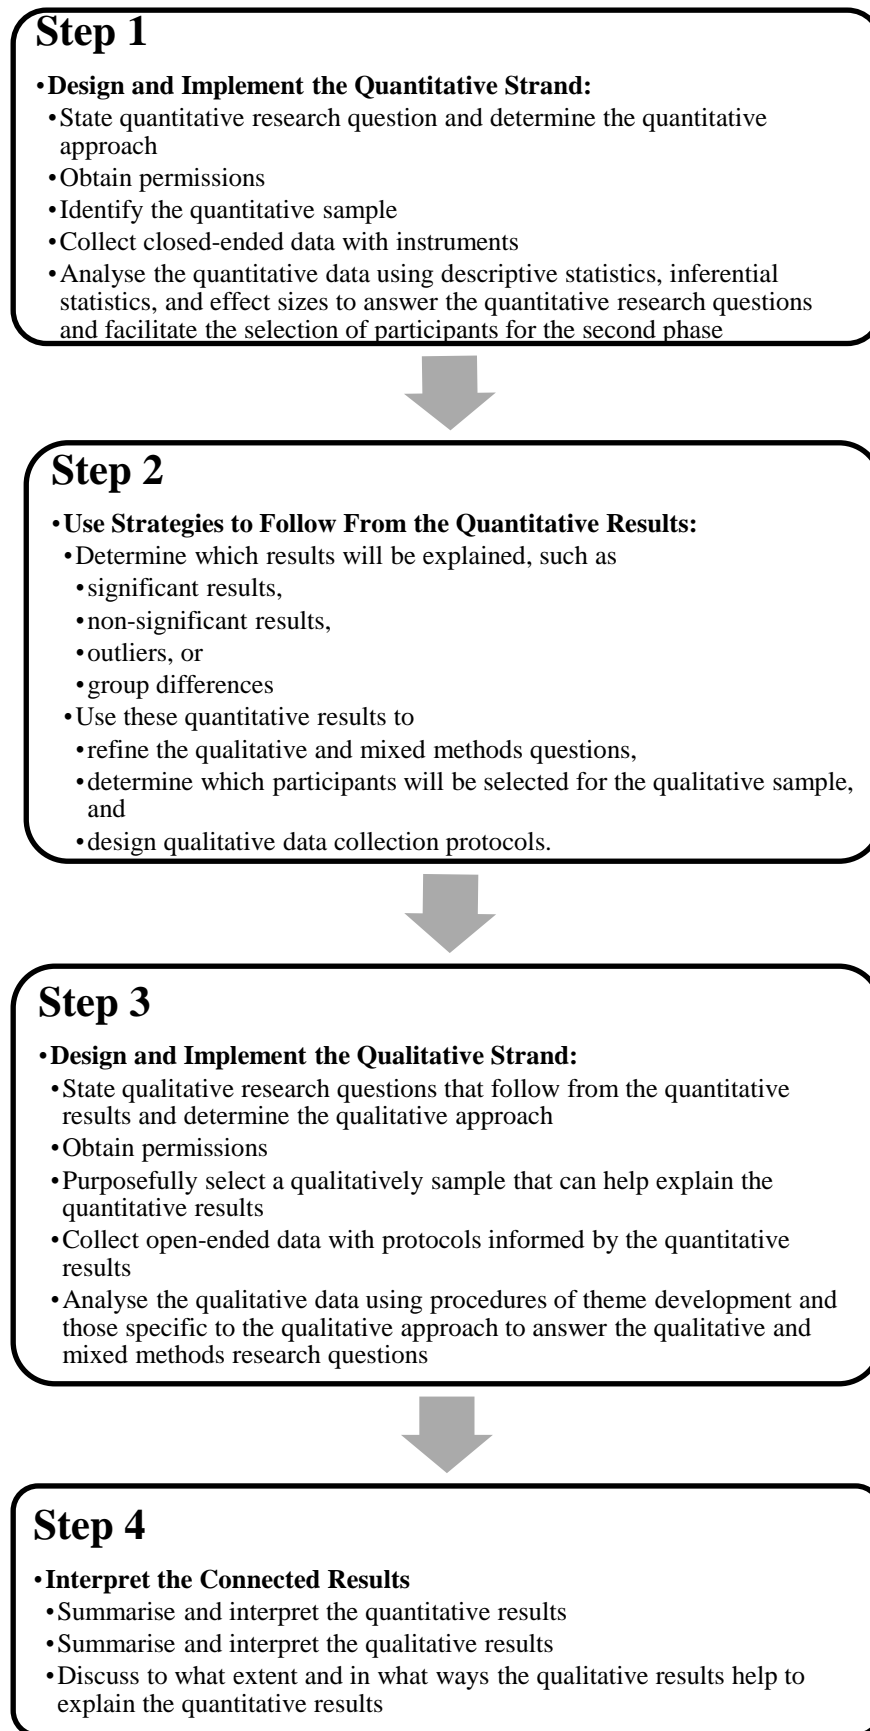 Step 1
•Design and Implement the Quantitative Strand:
•State quantitative research question and determine the quantitative
approach
•Obtain permissions
•Identify the quantitative sample
•Collect closed-ended data with instruments
•Analyse the quantitative data using descriptive statistics, inferential
statistics, and effect sizes to answer the quantitative research questions
and facilitate the selection of participants for the second phase
Step 2
•Use Strategies to Follow From the Quantitative Results:
•Determine which results will be explained, such as
•significant results,
•non-significant results,
•outliers, or
•group differences
•Use these quantitative results to
•refine the qualitative and mixed methods questions,
•determine which participants will be selected for the qualitative sample,
and
•design qualitative data collection protocols.
Step 3
•Design and Implement the Qualitative Strand:
•State qualitative research questions that follow from the quantitative
results and determine the qualitative approach
•Obtain permissions
•Purposefully select a qualitatively sample that can help explain the
quantitative results
•Collect open-ended data with protocols informed by the quantitative
results
•Analyse the qualitative data using procedures of theme development and
those specific to the qualitative approach to answer the qualitative and
mixed methods research questions
Step 4
•Interpret the Connected Results
•Summarise and interpret the quantitative results
•Summarise and interpret the qualitative results
•Discuss to what extent and in what ways the qualitative results help to
explain the quantitative results